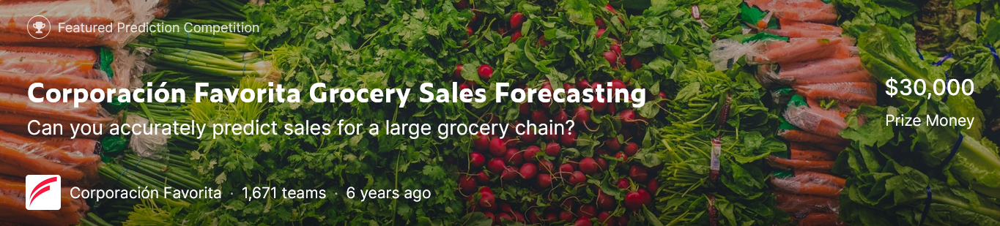 Featured Prediction Competition
Corporación Favorita Grocery Sales Forecasting
$30,000
Can you accurately predict sales for a large grocery chain?
Prize Money
Corporación Favorita · 1,671 teams · 6 years ago